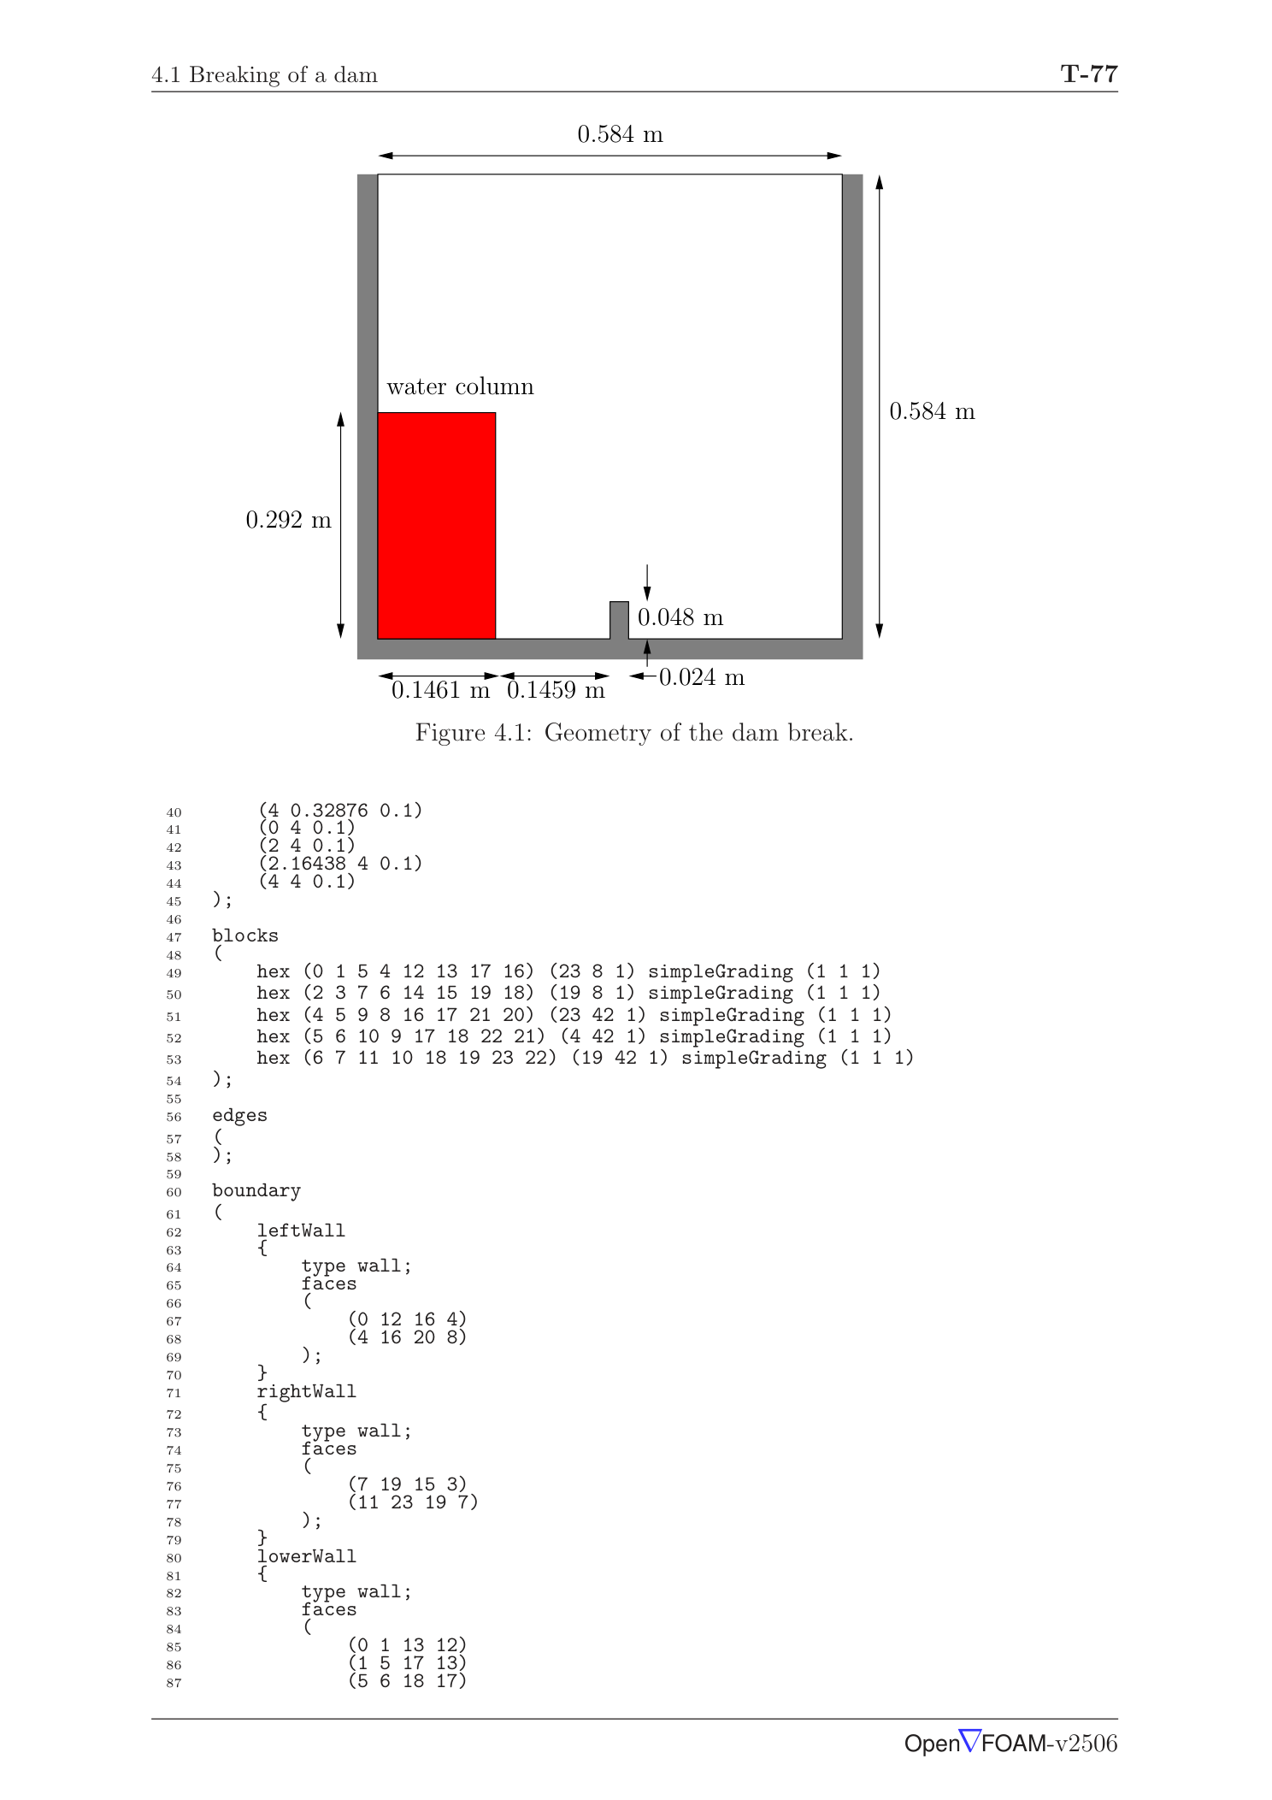 4.1 Breaking of a dam T-77
0.584 m
water column
0.584 m
0.292 m
0.048 m
0.024 m
0.1461 m 0.1459 m
Figure 4.1: Geometry of the dam break.
40 (4 0.32876 0.1)
41 (0 4 0.1)
42 (2 4 0.1)
43 (2.16438 4 0.1)
44 (4 4 0.1)
45 );
46
47 blocks
48 (
49 hex (0 1 5 4 12 13 17 16) (23 8 1) simpleGrading (1 1 1)
50 hex (2 3 7 6 14 15 19 18) (19 8 1) simpleGrading (1 1 1)
51 hex (4 5 9 8 16 17 21 20) (23 42 1) simpleGrading (1 1 1)
52 hex (5 6 10 9 17 18 22 21) (4 42 1) simpleGrading (1 1 1)
53 hex (6 7 11 10 18 19 23 22) (19 42 1) simpleGrading (1 1 1)
54 );
55
56 edges
57 (
58 );
59
60 boundary
61 (
62 leftWall
63 {
64 type wall;
65 faces
66 (
67 (0 12 16 4)
68 (4 16 20 8)
69 );
70 }
71 rightWall
72 {
73 type wall;
74 faces
75 (
76 (7 19 15 3)
77 (11 23 19 7)
78 );
79 }
80 lowerWall
81 {
82 type wall;
83 faces
84 (
85 (0 1 13 12)
86 (1 5 17 13)
87 (5 6 18 17)
Open∇FOAM-v2506